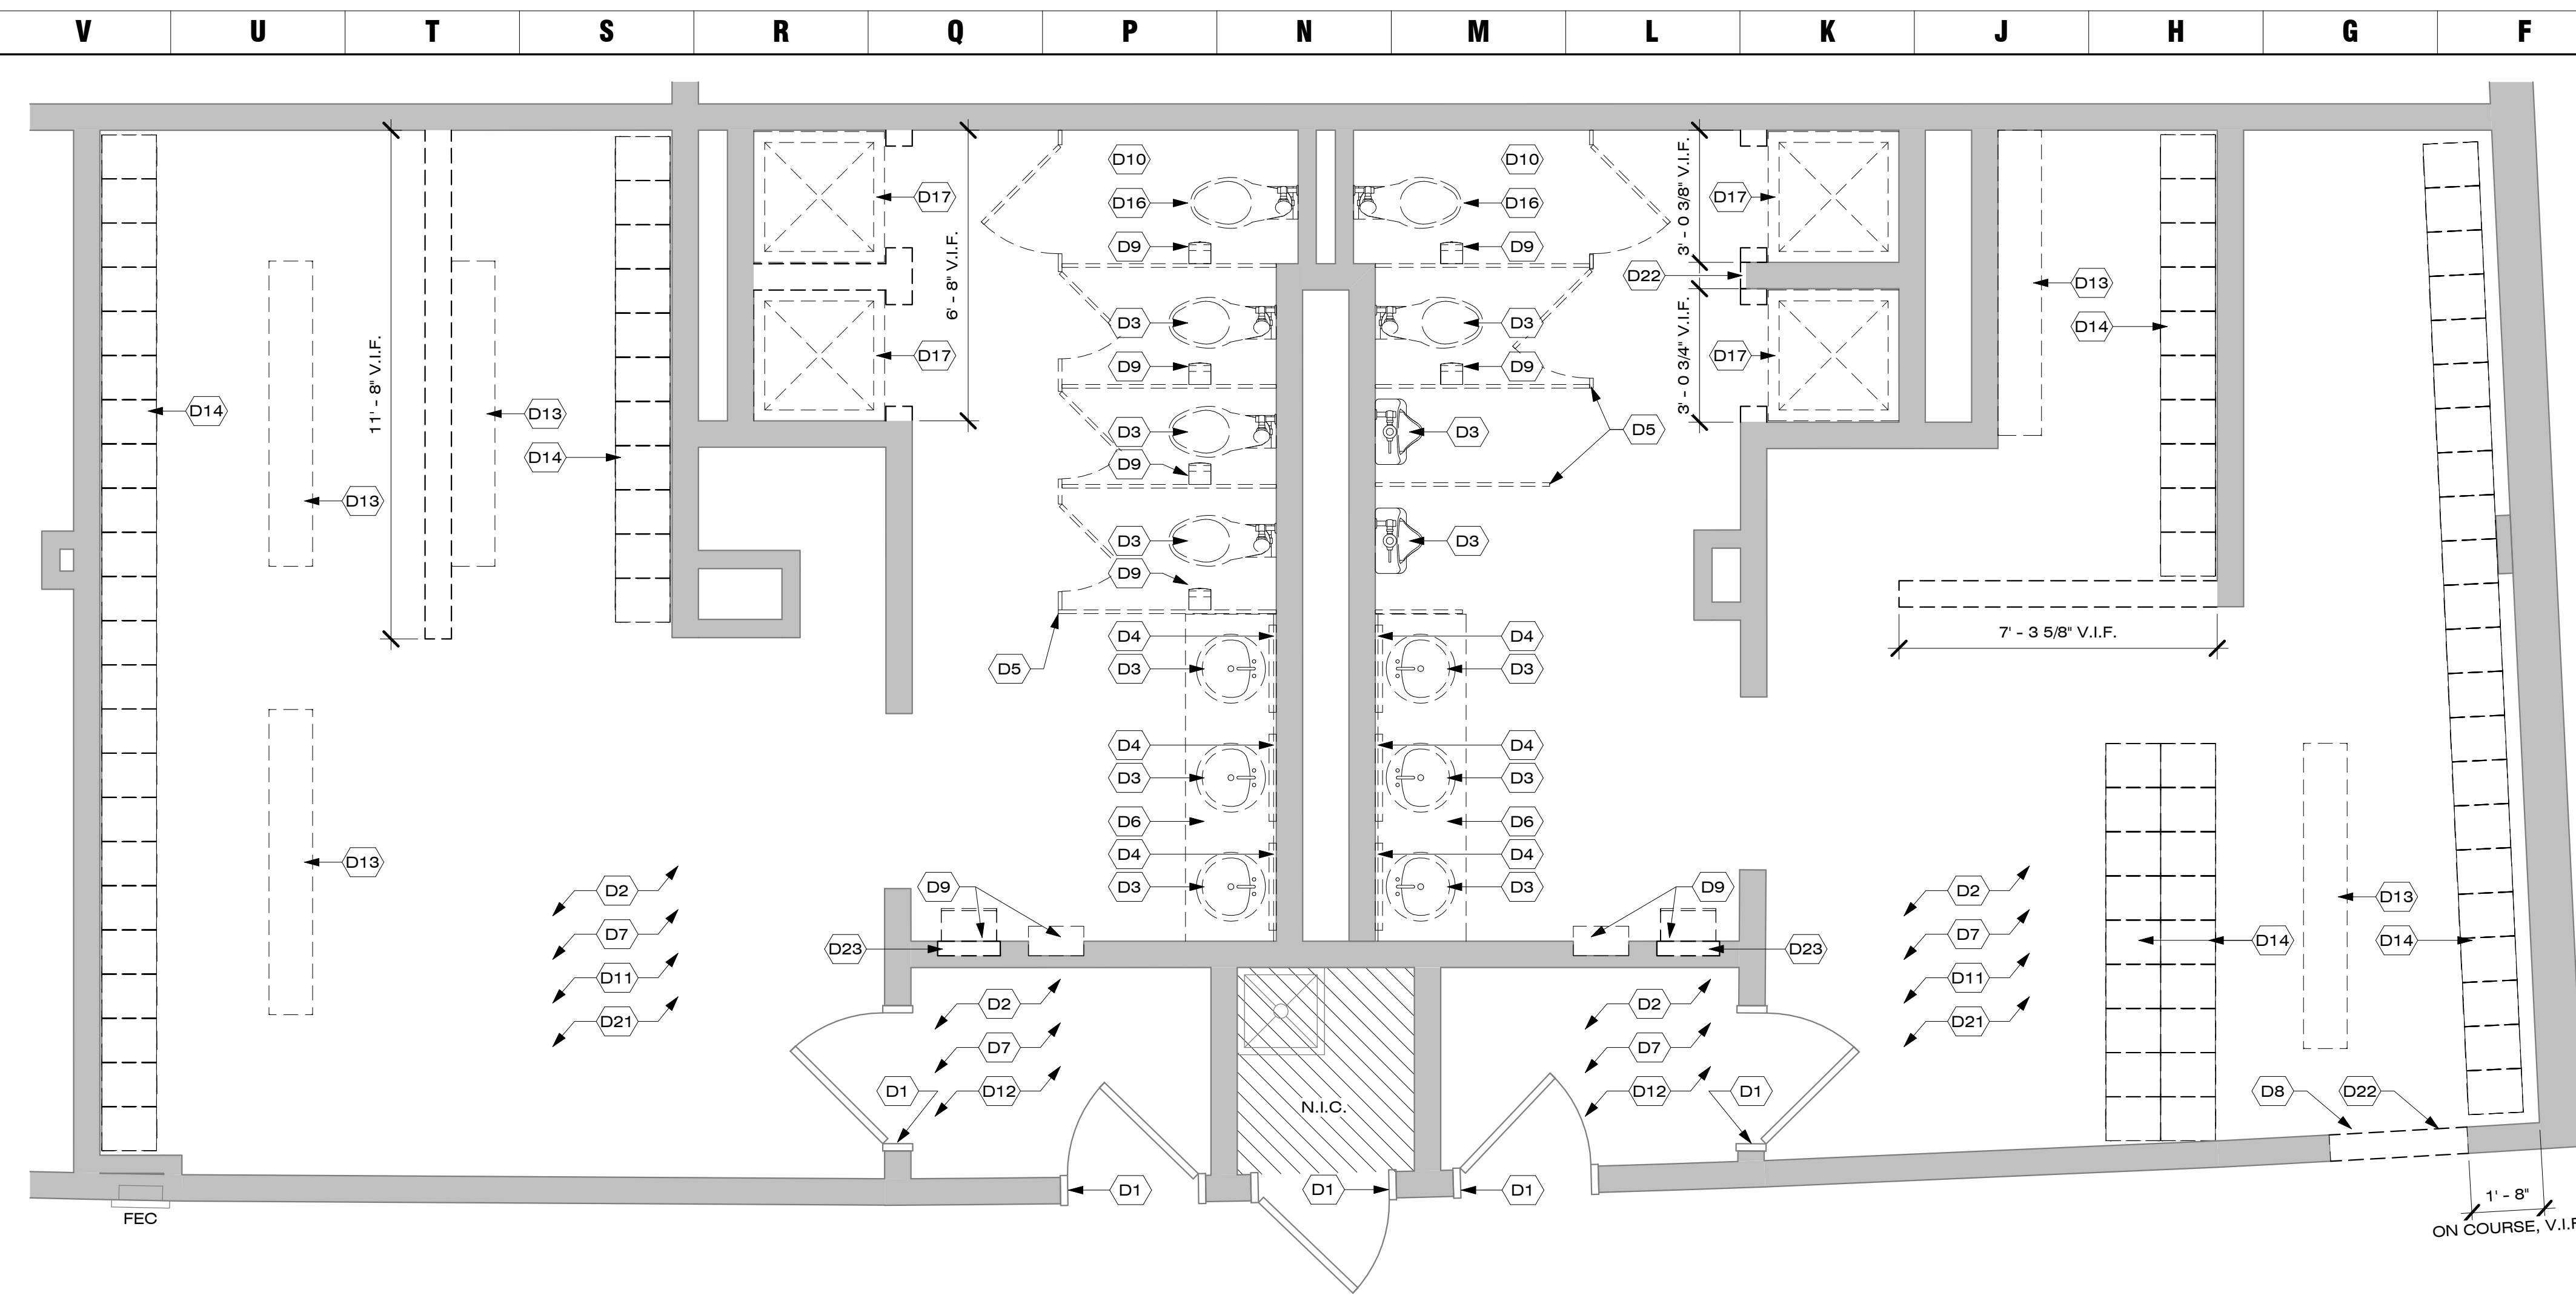 V U T S R Q P N M L K J H G F
D10 D10
D17 D16 D16 D17
3' - 0 3/8" V.I.F.
D9 D9
6' - 8" V.I.F.
D22 D13
D3 D3 D14
11' - 8" V.I.F.
D17 D9 D9 D17
3' - 0 3/4" V.I.F.
D14 D13 D3 D3 D5
D14 D9
D13
D3 D3
D9
D4 D4 7' - 3 5/8" V.I.F.
D5 D3 D3
D4 D4
D3 D3
D6 D6
D13 D4 D4
D2 D9 D3 D3 D9 D2 D13
D7 D23 D23 D7 D14 D14
D11 D11
D2 D2
D21 D21
D7 D7
D1 D12 D12 D1 D8 D22
N.I.C.
D1 D1 D1
1' - 8"
FEC
ON COURSE, V.I.F